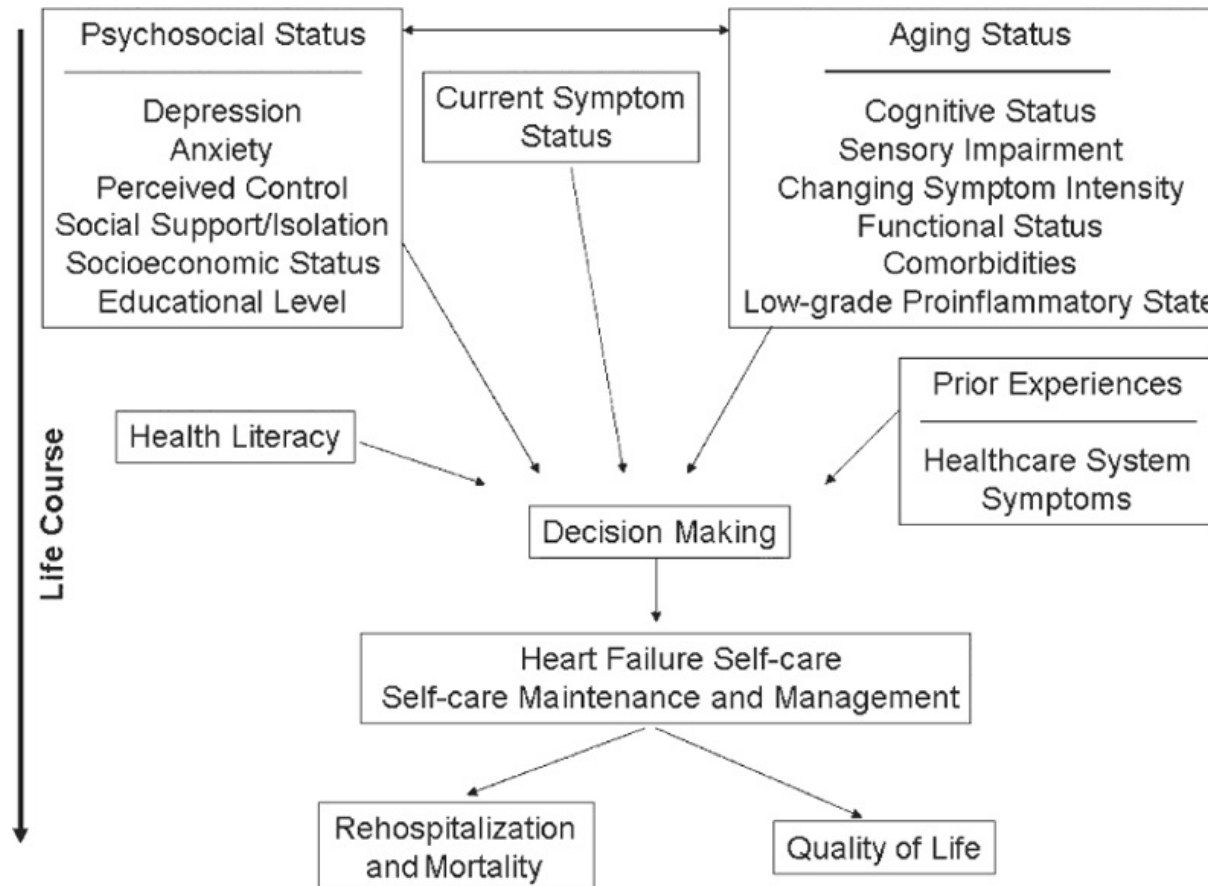 Psychosocial Status
Depression
Anxiety
Perceived Control
Social Support/Isolation
Socioeconomic Status
Educational Level
Current Symptom
Status
Aging Status
Cognitive Status
Sensory Impairment
Changing Symptom Intensity
Functional Status
Comorbidities
Low-grade Proinflammatory State
Health Literacy
Prior Experiences
Healthcare System
Symptoms
Life Course
Decision Making
Heart Failure Self-care
Self-care Maintenance and Management
Rehospitalization
and Mortality
Quality of Life